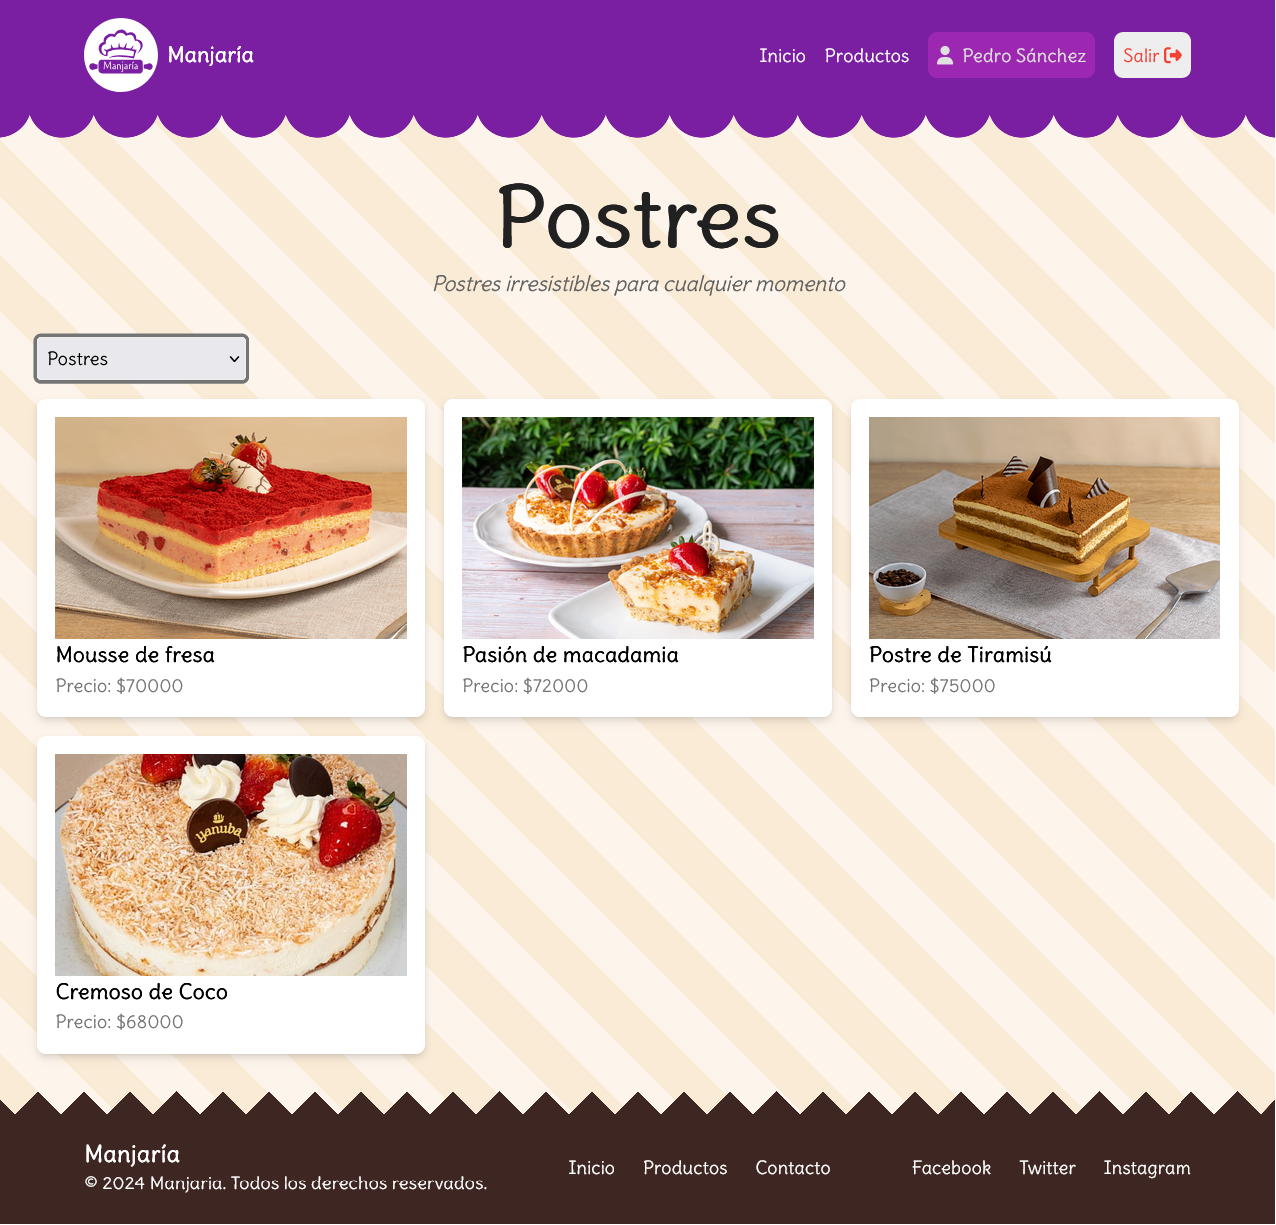 Manjaría
Manjaría
Inicio
Productos
Pedro Sánchez
Salir
Postres
Postres irresistibles para cualquier momento
Postres
Mousse de fresa
Precio: $70000
Pasión de macadamia
Precio: $72000
Postre de Tiramisú
Precio: $75000
yanuba
Cremoso de Coco
Precio: $68000
Manjaría
© 2024 Manjaria. Todos los derechos reservados.
Inicio
Productos
Contacto
Facebook
Twitter
Instagram